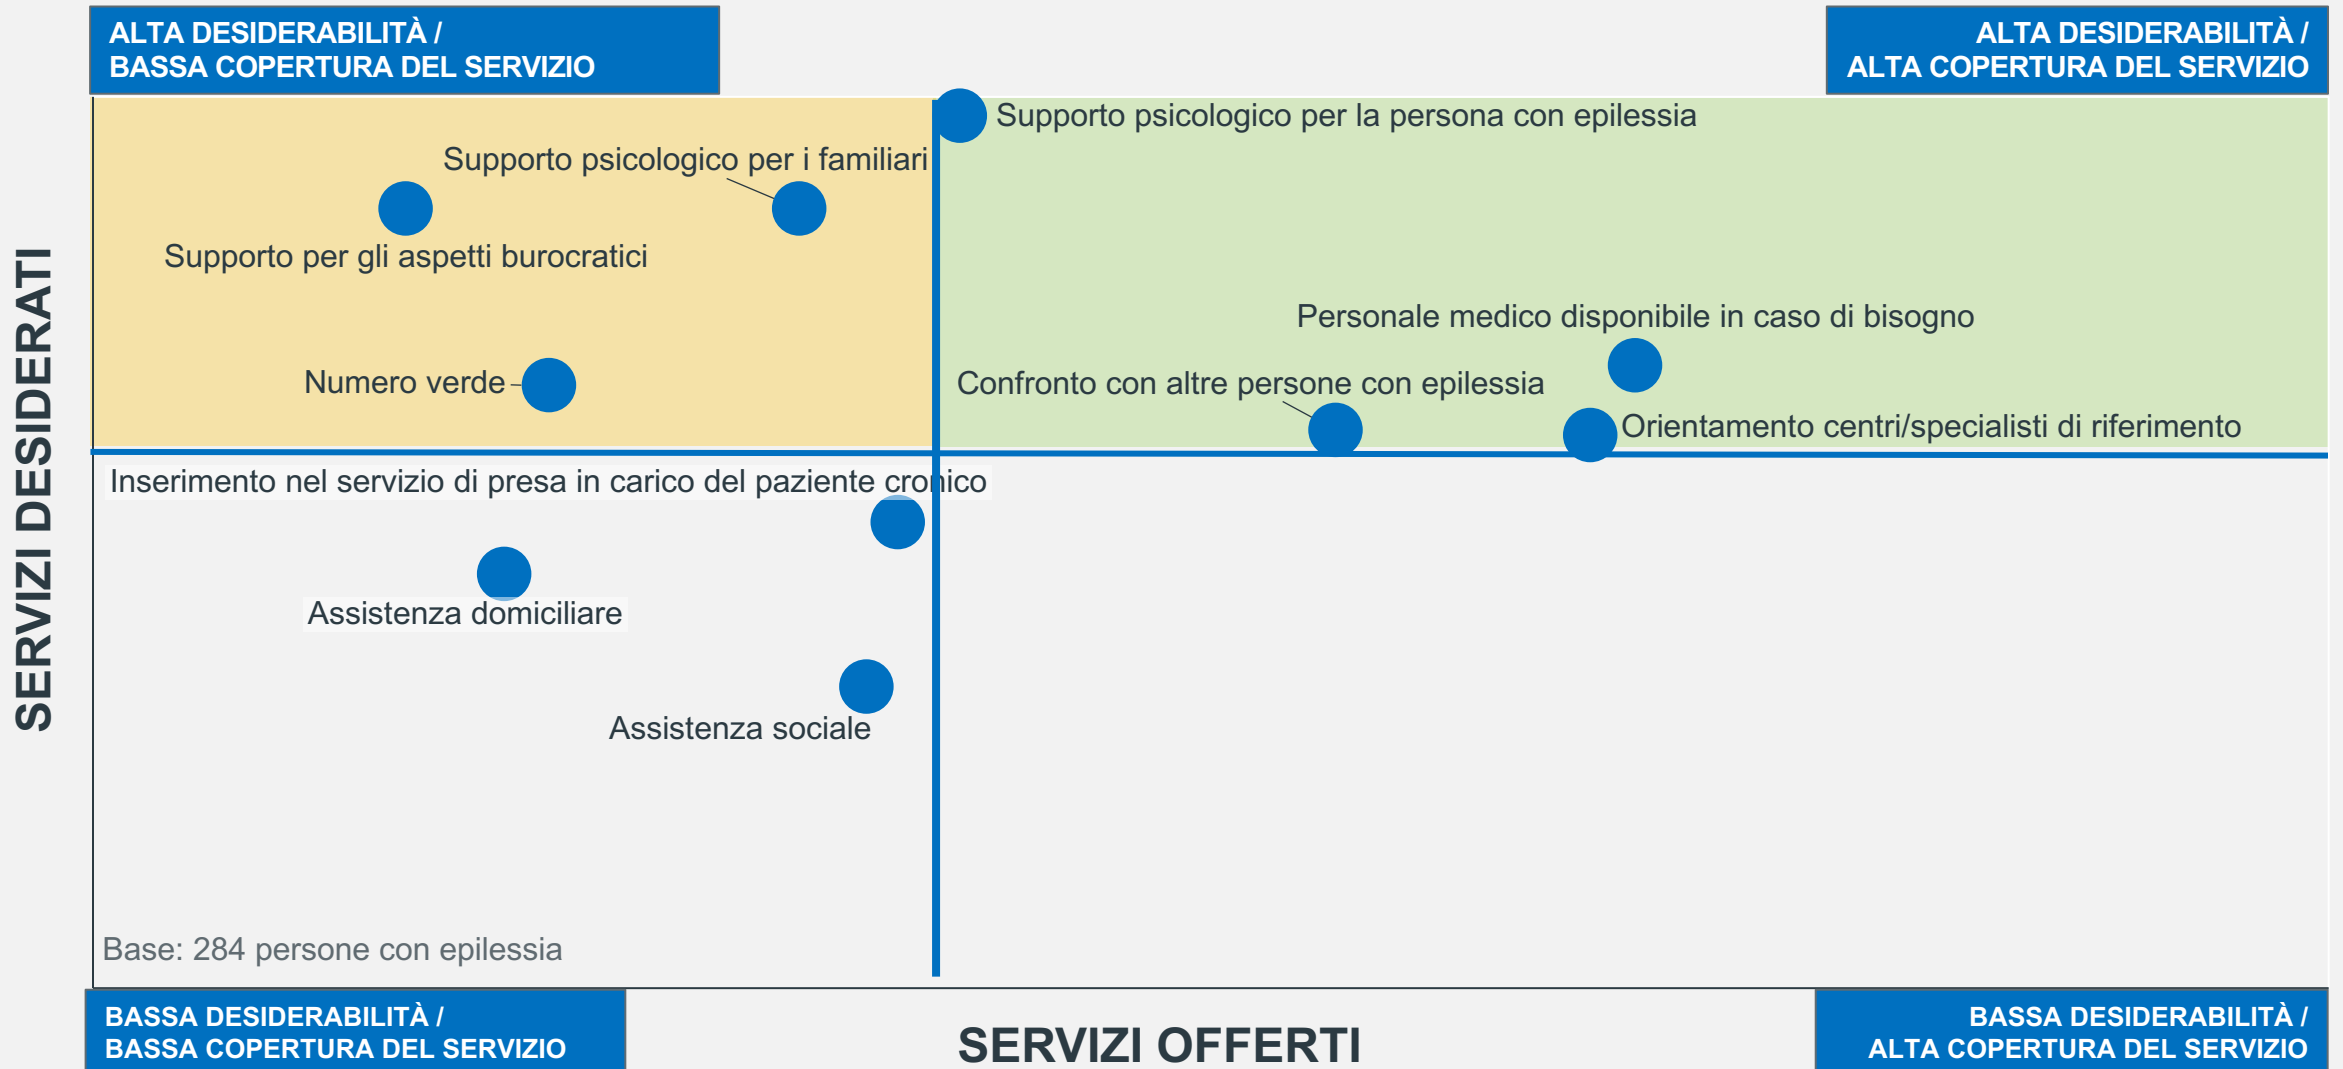 ALTA DESIDERABILITÀ /
BASSA COPERTURA DEL SERVIZIO
ALTA DESIDERABILITÀ /
ALTA COPERTURA DEL SERVIZIO
Supporto psicologico per la persona con epilessia
Supporto psicologico per i familiari
Supporto per gli aspetti burocratici
Personale medico disponibile in caso di bisogno
Numero verde
Confronto con altre persone con epilessia
Orientamento centri/specialisti di riferimento
SERVIZI DESIDERATI
Inserimento nel servizio di presa in carico del paziente cronico
Assistenza domiciliare
Assistenza sociale
Base: 284 persone con epilessia
BASSA DESIDERABILITÀ /
BASSA COPERTURA DEL SERVIZIO
SERVIZI OFFERTI
BASSA DESIDERABILITÀ /
ALTA COPERTURA DEL SERVIZIO